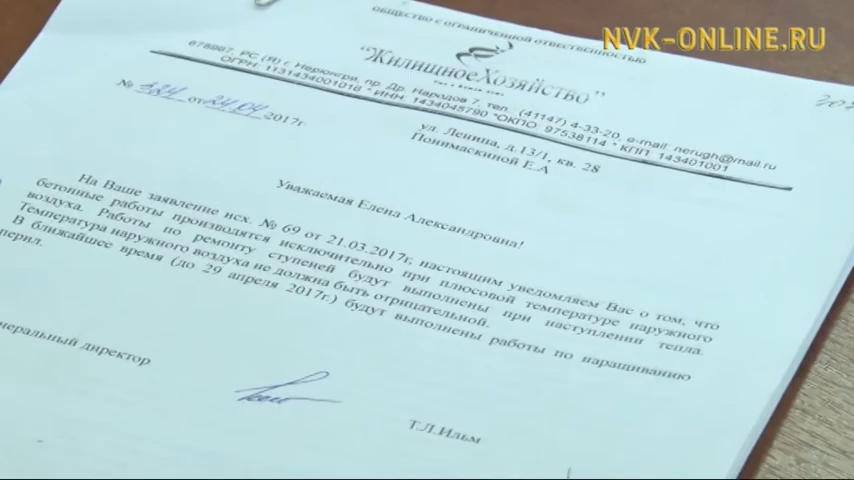 NVK-ONLINE.RU
ОБЩЕСТВО С ОГРАНИЧЕННОЙ ОТВЕТСТВЕННОСТЬЮ
"ЖилищноеХозяйство"
678967, РС (Я) г. Нерюнгри, пр. Др. Народов 7, тел. (41147) 4-33-20, e-mail: nerugh@mail.ru
ОГРН: 1131434001016 * ИНН 1434045790 *ОКПО 97538114 * КПП: 143401001
№ 334 от 24.04 2017г
ул. Ленина, д.13/1, кв. 28
Понимаскиной Е.А
Уважаемая Елена Александровна!
На Ваше заявление исх. № 69 от 21.03.2017г, настоящим уведомляем Вас о том, что
бетонные работы производятся исключительно при плюсовой температуре наружного
воздуха. Работы по ремонту ступеней будут выполнены при наступлении тепла.
Температура наружного воздуха не должна быть отрицательной.
В ближайшее время (до 29 апреля 2017г.) будут выполнены работы по наращиванию
перил.
неральный директор
Т.Л.Ильм